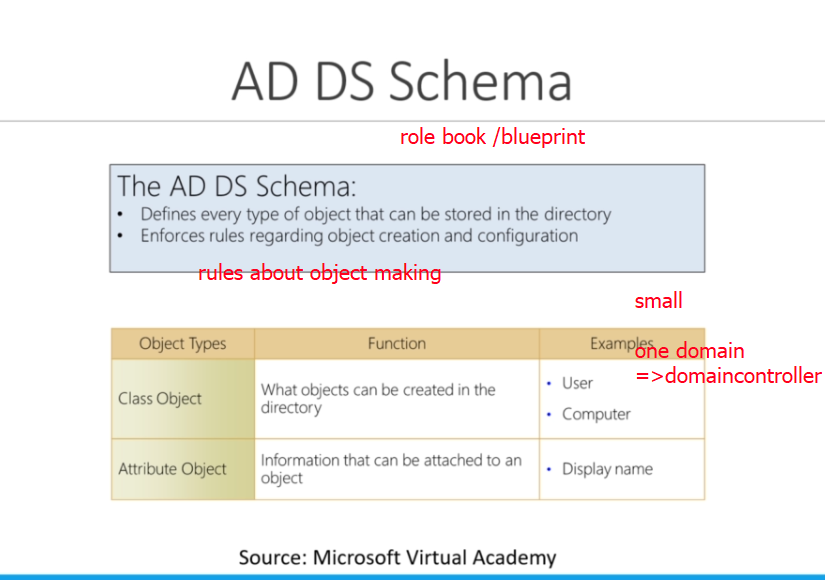 AD DS Schema
role book /blueprint
The AD DS Schema:
• Defines every type of object that can be stored in the directory
• Enforces rules regarding object creation and configuration
rules about object making
small
Object Types Function Examples
one domain
=>domaincontroller
Class Object
What objects can be created in the
directory
• User
• Computer
Attribute Object
Information that can be attached to an
object
• Display name
Source: Microsoft Virtual Academy